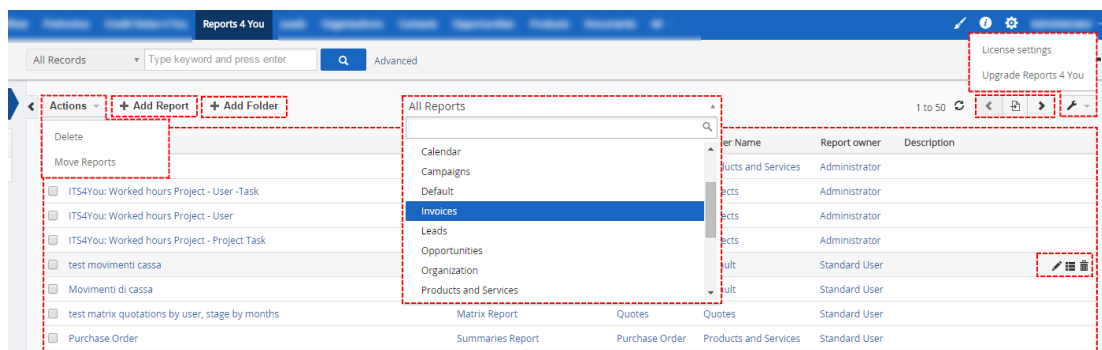 Reports 4 You
All Records Type keyword and press enter Advanced
License settings
Upgrade Reports 4 You
Actions + Add Report + Add Folder All Reports 1 to 50
Delete
Move Reports
Calendar
Campaigns
Default
Invoices
Leads
Opportunities
Organization
Products and Services
er Name Report owner Description
ducts and Services Administrator
ITS4You: Worked hours Project - User -Task ects Administrator
ITS4You: Worked hours Project - User ects Administrator
ITS4You: Worked hours Project - Project Task ects Administrator
test movimenti cassa ult Standard User
Movimenti di cassa ult Standard User
test matrix quotations by user, stage by months Matrix Report Quotes Quotes Standard User
Purchase Order Summaries Report Purchase Order Products and Services Standard User